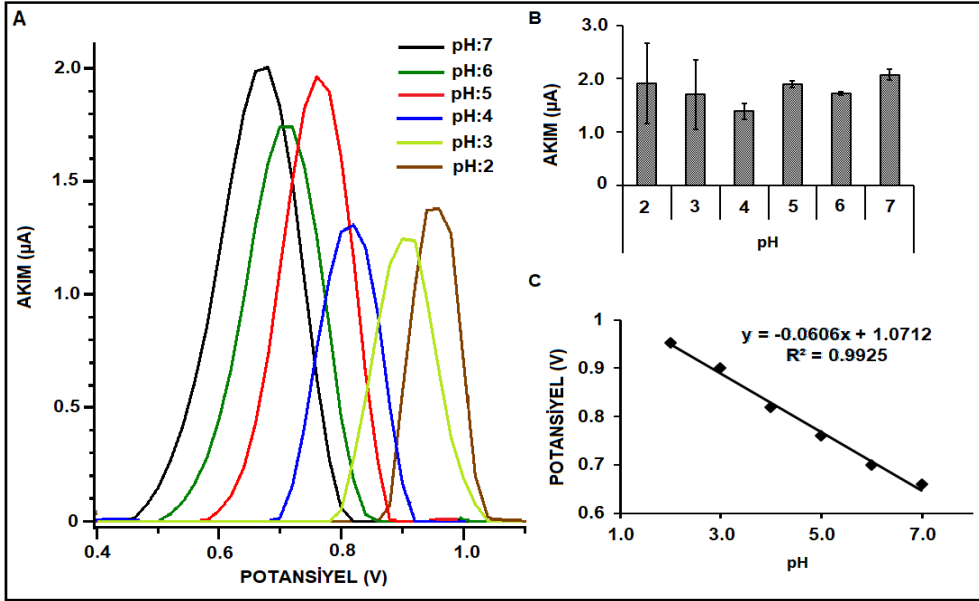 A
AKIM (µA)
2.0
1.5
1.0
0.5
0
0.4
0.6
0.8
1.0
POTANSİYEL (V)
pH:7
pH:6
pH:5
pH:4
pH:3
pH:2
B
AKIM (µA)
3.0
2.0
1.0
0.0
2 3 4 5 6 7
pH
C
POTANSİYEL (V)
1
0.9
0.8
0.7
0.6
y = -0.0606x + 1.0712
R² = 0.9925
1.0 3.0 5.0 7.0
pH